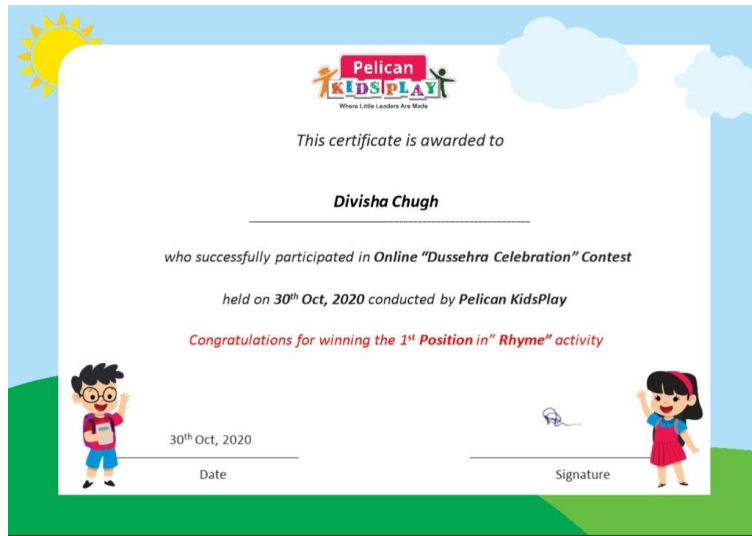 Pelican
KIDSPLAY
Where Little Leaders Are Made
This certificate is awarded to
Divisha Chugh
who successfully participated in Online “Dussehra Celebration” Contest
held on 30th Oct, 2020 conducted by Pelican KidsPlay
Congratulations for winning the 1st Position in” Rhyme” activity
30th Oct, 2020
Date
Signature